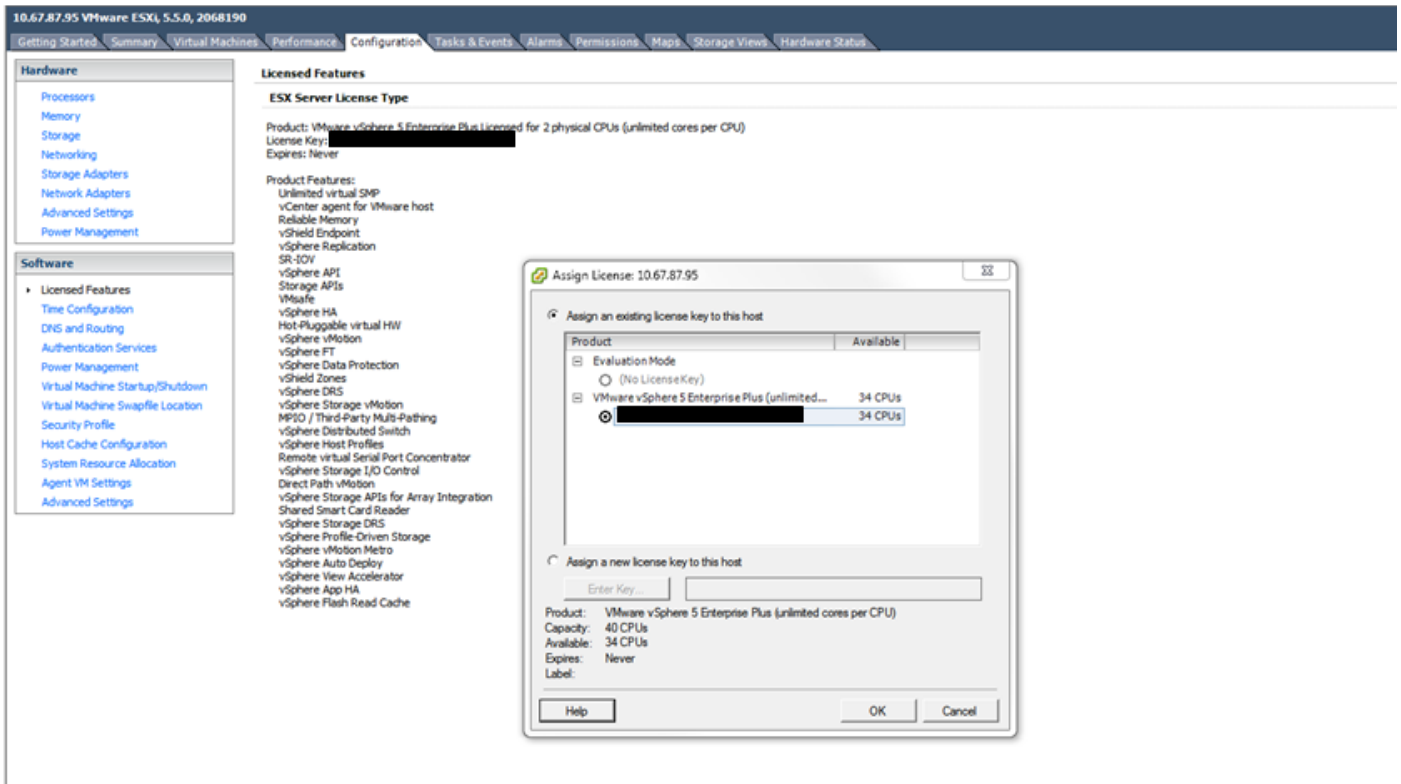 10.67.87.95 VMware ESXi, 5.5.0, 2068190
Getting Started Summary Virtual Machines Performance Configuration Tasks & Events Alarms Permissions Maps Storage Views Hardware Status
Hardware
Processors
Memory
Storage
Networking
Storage Adapters
Network Adapters
Advanced Settings
Power Management
Software
Licensed Features
Time Configuration
DNS and Routing
Authentication Services
Power Management
Virtual Machine Startup/Shutdown
Virtual Machine Swapfile Location
Security Profile
Host Cache Configuration
System Resource Allocation
Agent VM Settings
Advanced Settings
Licensed Features
ESX Server License Type
Product: VMware vSphere 5 Enterprise Plus Licensed for 2 physical CPUs (unlimited cores per CPU)
License Key:
Expires: Never
Product Features:
Unlimited virtual SMP
vCenter agent for VMware host
Reliable Memory
vShield Endpoint
vSphere Replication
SR-IOV
vSphere API
Storage APIs
VMsafe
vSphere HA
Hot-Pluggable virtual HW
vSphere vMotion
vSphere FT
vSphere Data Protection
vShield Zones
vSphere DRS
vSphere Storage vMotion
MPIO / Third-Party Multi-Pathing
vSphere Distributed Switch
vSphere Host Profiles
Remote virtual Serial Port Concentrator
vSphere Storage I/O Control
Direct Path vMotion
vSphere Storage APIs for Array Integration
Shared Smart Card Reader
vSphere Storage DRS
vSphere Profile-Driven Storage
vSphere vMotion Metro
vSphere Auto Deploy
vSphere View Accelerator
vSphere App HA
vSphere Flash Read Cache
Assign License: 10.67.87.95
Assign an existing license key to this host
Product Available
Evaluation Mode
(No License Key)
VMware vSphere 5 Enterprise Plus (unlimited... 34 CPUs
34 CPUs
Assign a new license key to this host
Enter Key...
Product: VMware vSphere 5 Enterprise Plus (unlimited cores per CPU)
Capacity: 40 CPUs
Available: 34 CPUs
Expires: Never
Label:
Help OK Cancel